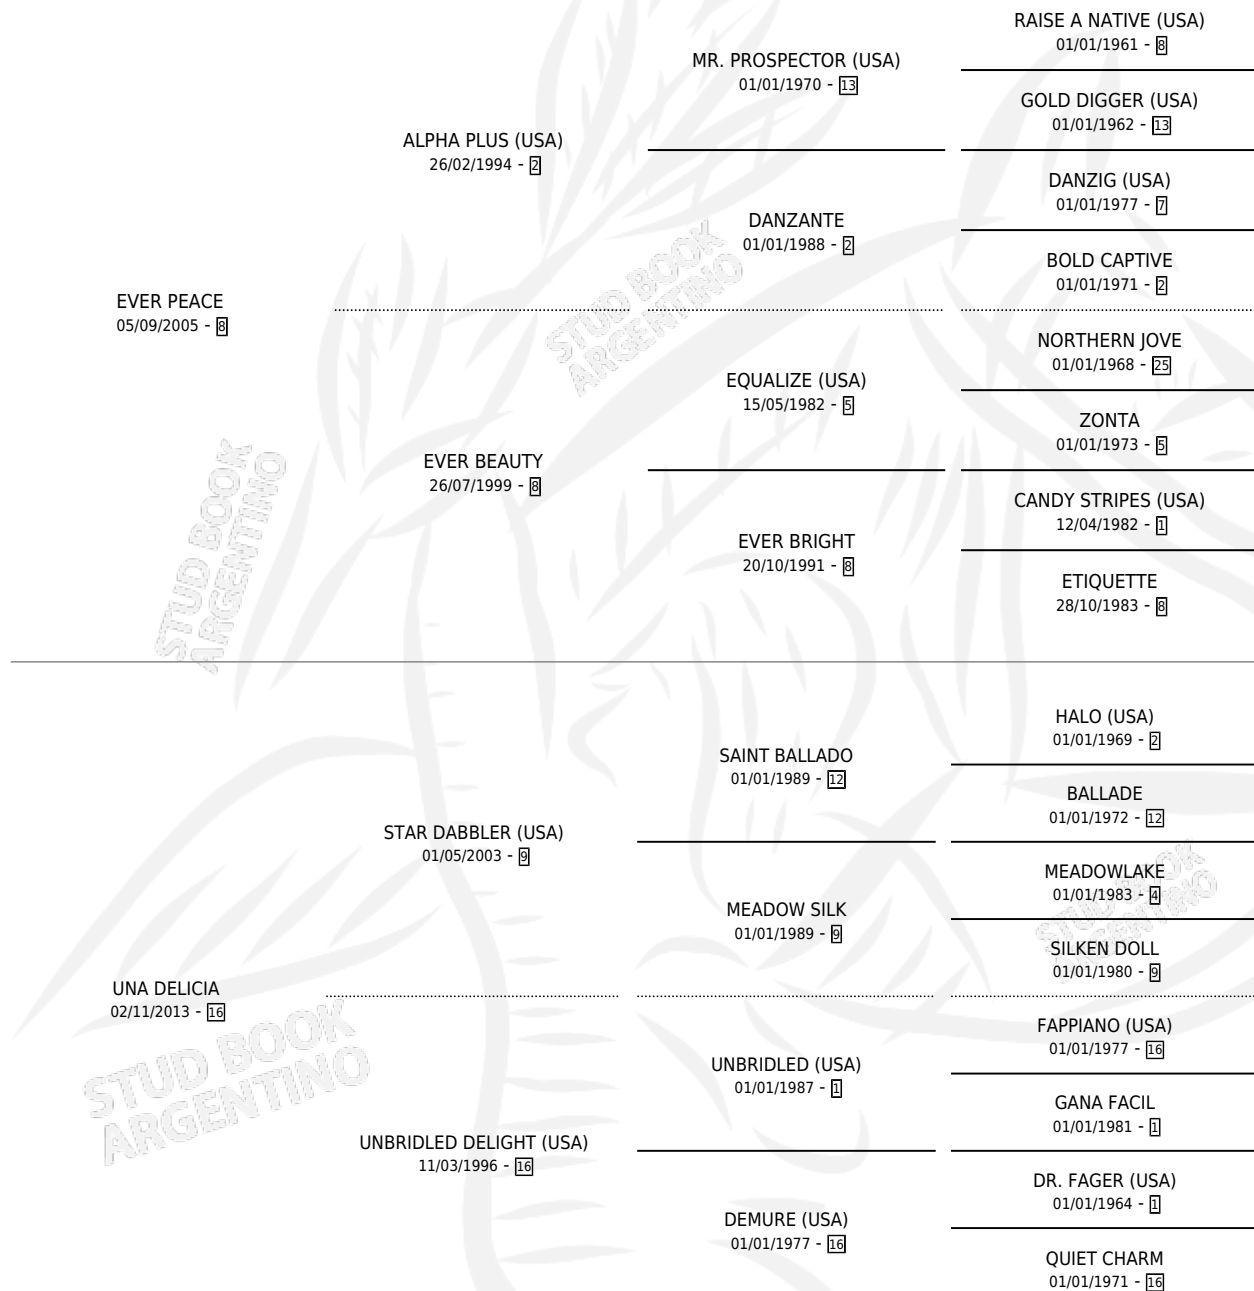 RAISE A NATIVE (USA)
01/01/1961 - 8
MR. PROSPECTOR (USA)
01/01/1970 - 13
GOLD DIGGER (USA)
01/01/1962 - 13
ALPHA PLUS (USA)
26/02/1994 - 2
DANZIG (USA)
01/01/1977 - 7
DANZANTE
01/01/1988 - 2
BOLD CAPTIVE
01/01/1971 - 2
EVER PEACE
05/09/2005 - 8
NORTHERN JOVE
01/01/1968 - 25
EQUALIZE (USA)
15/05/1982 - 5
ZONTA
01/01/1973 - 5
EVER BEAUTY
26/07/1999 - 8
CANDY STRIPES (USA)
12/04/1982 - 1
EVER BRIGHT
20/10/1991 - 8
ETIQUETTE
28/10/1983 - 8
HALO (USA)
01/01/1969 - 2
SAINT BALLADO
01/01/1989 - 12
BALLADE
01/01/1972 - 12
STAR DABBLER (USA)
01/05/2003 - 9
MEADOWLAKE
01/01/1983 - 4
MEADOW SILK
01/01/1989 - 9
SILKEN DOLL
01/01/1980 - 9
UNA DELICIA
02/11/2013 - 16
FAPPIANO (USA)
01/01/1977 - 16
UNBRIDLED (USA)
01/01/1987 - 1
GANA FACIL
01/01/1981 - 1
UNBRIDLED DELIGHT (USA)
11/03/1996 - 16
DR. FAGER (USA)
01/01/1964 - 1
DEMURE (USA)
01/01/1977 - 16
QUIET CHARM
01/01/1971 - 16
STUD BOOK
ARGENTINO
STUD BOOK
ARGENTINO
STUD BOOK
ARGENTINO
STUD BOOK
ARGENTINO